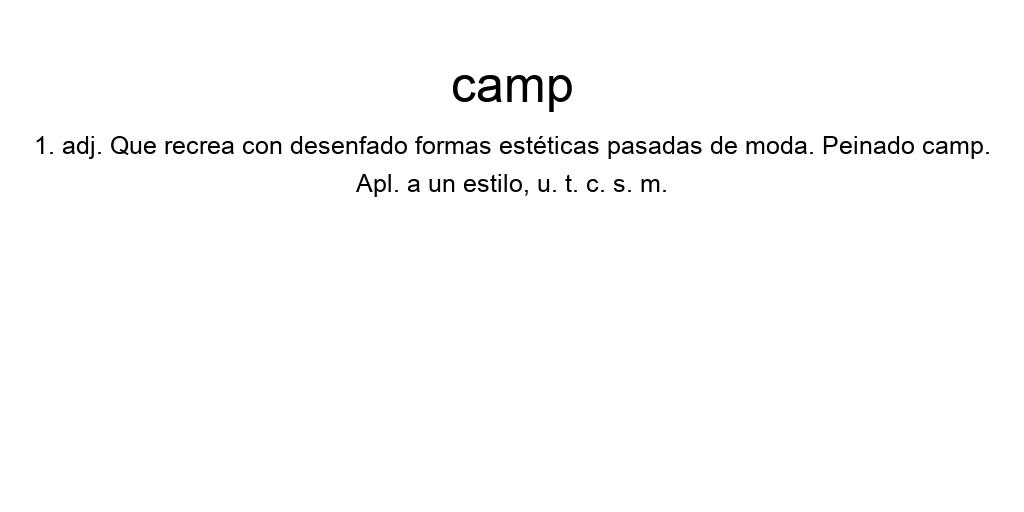 camp
1. adj. Que recrea con desenfado formas estéticas pasadas de moda. Peinado camp.
Apl. a un estilo, u. t. c. s. m.